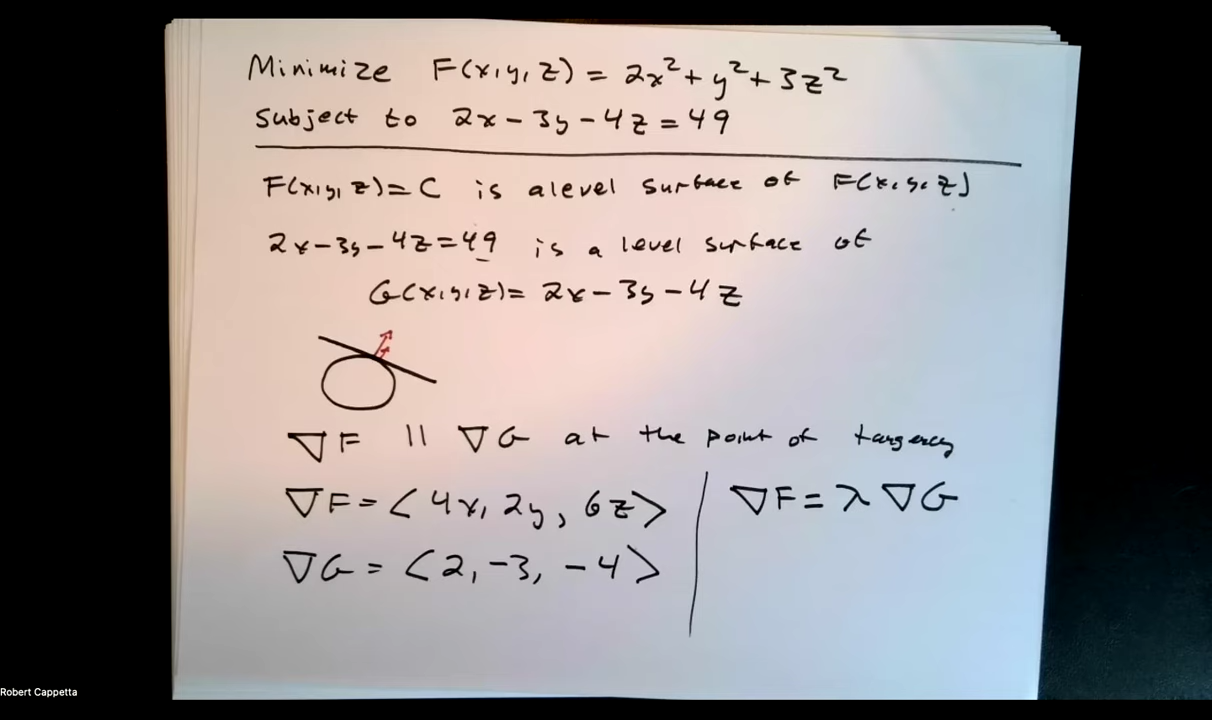 Minimize F(x,y,z) = 2x²+y²+3z²
Subject to 2x-3y-4z=49
F(x,y,z)=C is a level surface of F(x,y,z)
2x-3y-4z=49 is a level surface of
G(x,y,z)= 2x-3y-4z
∇F || ∇G at the point of tangency
∇F=<4x, 2y, 6z>
∇F=λ∇G
∇G=<2,-3,-4>
Robert Cappetta